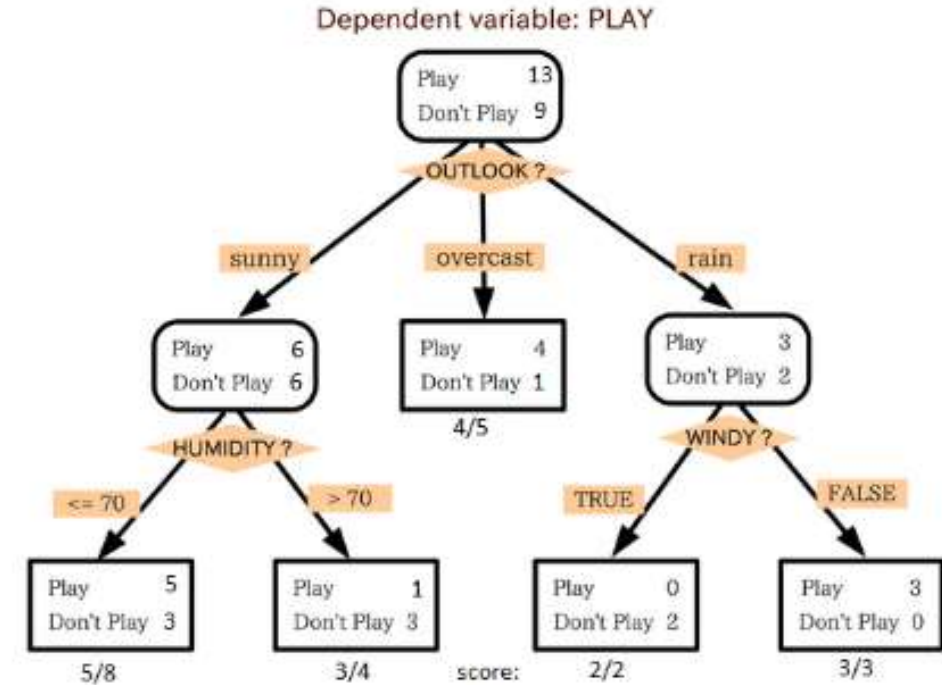 Dependent variable: PLAY
Play 13
Don't Play 9
OUTLOOK ?
sunny
overcast
rain
Play 6
Don't Play 6
Play 4
Don't Play 1
Play 3
Don't Play 2
4/5
HUMIDITY ?
WINDY ?
<= 70
> 70
TRUE
FALSE
Play 5
Don't Play 3
Play 1
Don't Play 3
Play 0
Don't Play 2
Play 3
Don't Play 0
5/8
3/4
score:
2/2
3/3